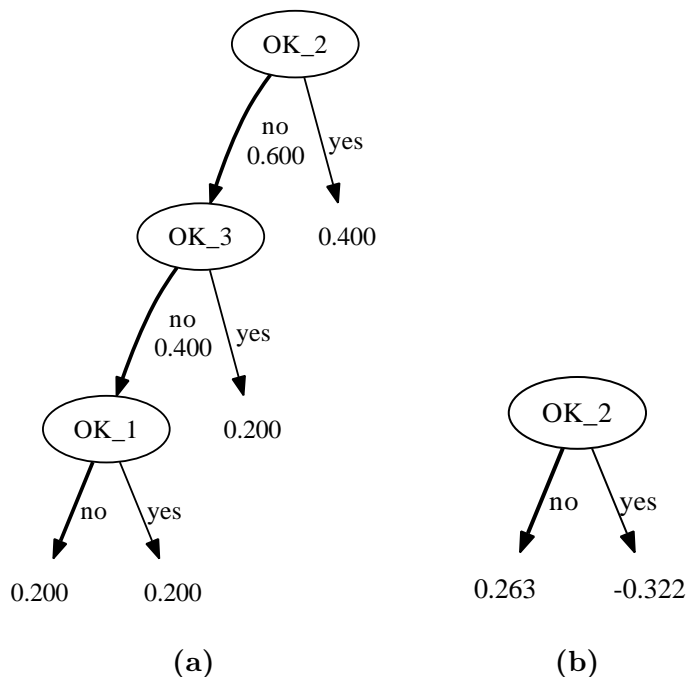 OK_2
no
0.600
yes
OK_3
0.400
no
0.400
yes
OK_1
0.200
no
yes
0.200
0.200
(a)
OK_2
no
yes
0.263
-0.322
(b)